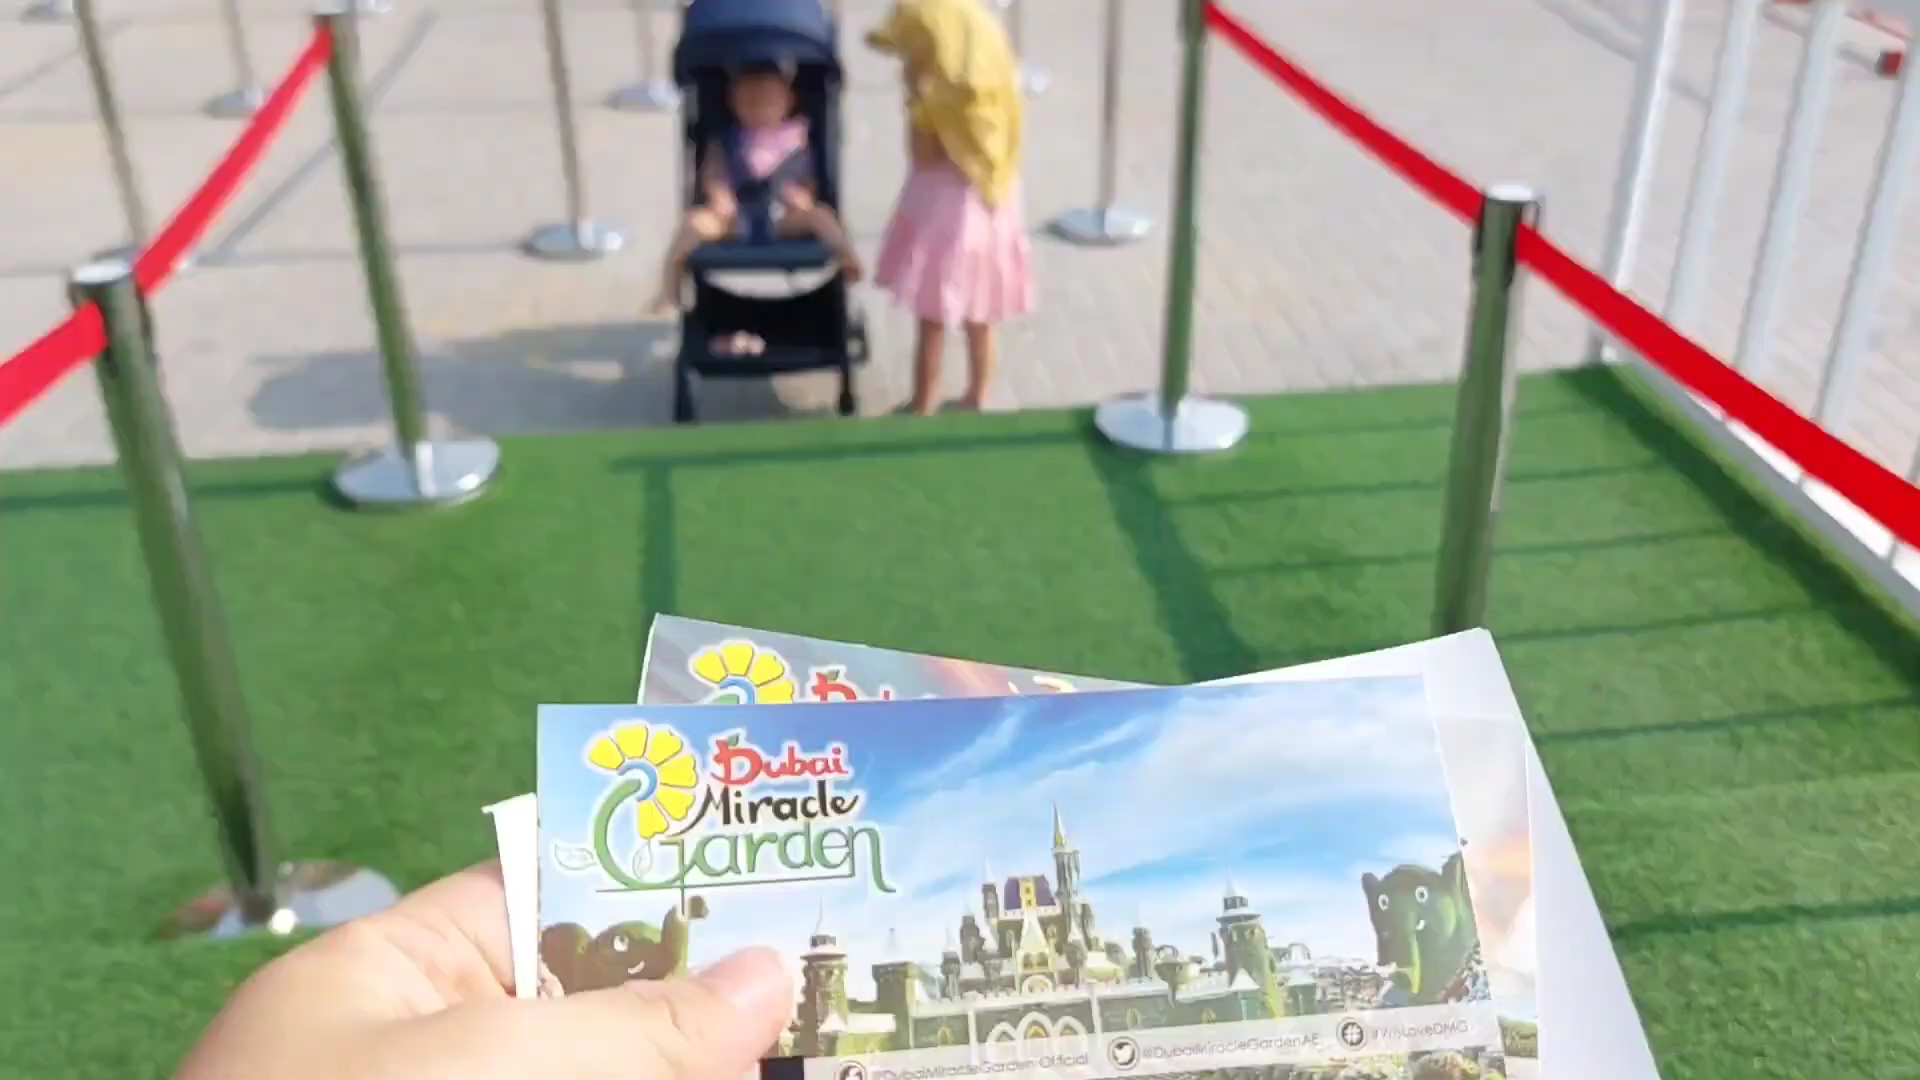 Dubai
Miracle
Garden
@DubaiMiracleGarden Official
@DubaiMiracleGardenAE
#WeLoveDMG